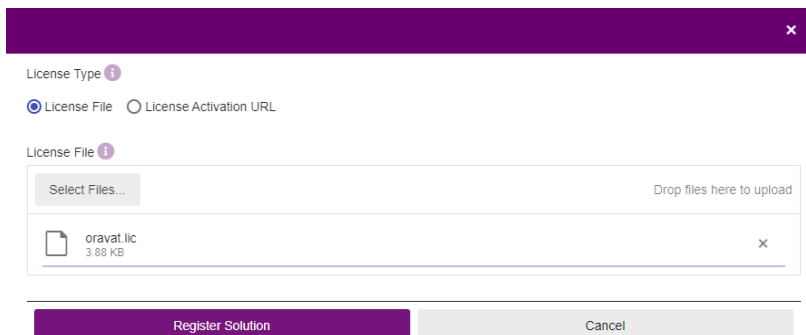 License Type
License File License Activation URL
License File
Select Files... Drop files here to upload
oravat.lic
3.88 KB
Register Solution Cancel